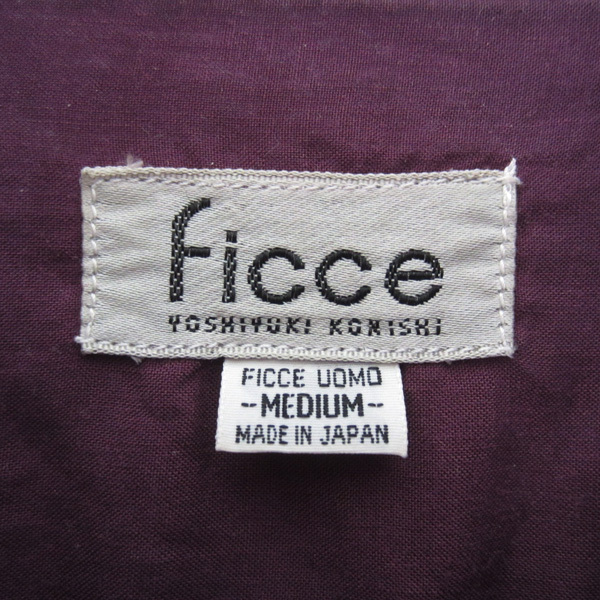 ficce
YOSHIYUKI KONISHI
FICCE UOMO
-MEDIUM-
MADE IN JAPAN